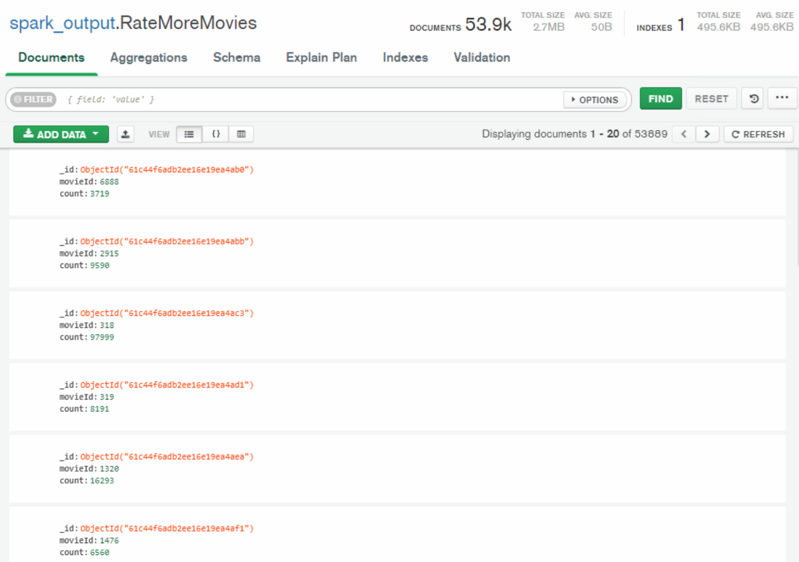 spark_output.RateMoreMovies
DOCUMENTS 53.9k TOTAL SIZE 2.7MB AVG. SIZE 50B INDEXES 1 TOTAL SIZE 495.6KB AVG. SIZE 495.6KB
Documents Aggregations Schema Explain Plan Indexes Validation
FILTER { field: 'value' } OPTIONS FIND RESET ...
ADD DATA VIEW {} Displaying documents 1 - 20 of 53889 < > REFRESH
_id: ObjectId("61c44f6adb2ee16e19ea4ab0")
movieId: 6888
count: 3719
_id: ObjectId("61c44f6adb2ee16e19ea4abb")
movieId: 2915
count: 9590
_id: ObjectId("61c44f6adb2ee16e19ea4ac3")
movieId: 318
count: 97999
_id: ObjectId("61c44f6adb2ee16e19ea4ad1")
movieId: 319
count: 8191
_id: ObjectId("61c44f6adb2ee16e19ea4aea")
movieId: 1320
count: 16293
_id: ObjectId("61c44f6adb2ee16e19ea4af1")
movieId: 1476
count: 6560